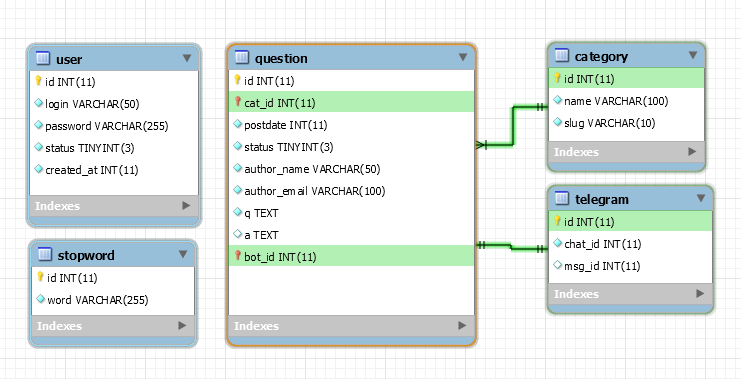 user
id INT(11)
login VARCHAR(50)
password VARCHAR(255)
status TINYINT(3)
created_at INT(11)
Indexes
stopword
id INT(11)
word VARCHAR(255)
Indexes
question
id INT(11)
cat_id INT(11)
postdate INT(11)
status TINYINT(3)
author_name VARCHAR(50)
author_email VARCHAR(100)
q TEXT
a TEXT
bot_id INT(11)
Indexes
category
id INT(11)
name VARCHAR(100)
slug VARCHAR(10)
Indexes
telegram
id INT(11)
chat_id INT(11)
msg_id INT(11)
Indexes